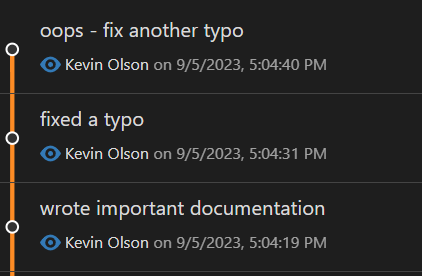 oops - fix another typo
Kevin Olson on 9/5/2023, 5:04:40 PM
fixed a typo
Kevin Olson on 9/5/2023, 5:04:31 PM
wrote important documentation
Kevin Olson on 9/5/2023, 5:04:19 PM